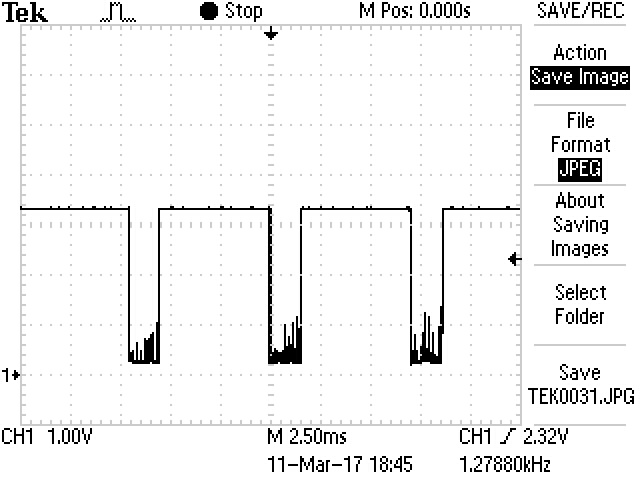 Tek
Stop
M Pos: 0.000s
SAVE/REC
Action
Save Image
File
Format
JPEG
About
Saving
Images
Select
Folder
Save
TEK0031.JPG
1
CH1 1.00V
M 2.50ms
CH1 / 2.32V
11-Mar-17 18:45
1.27880kHz